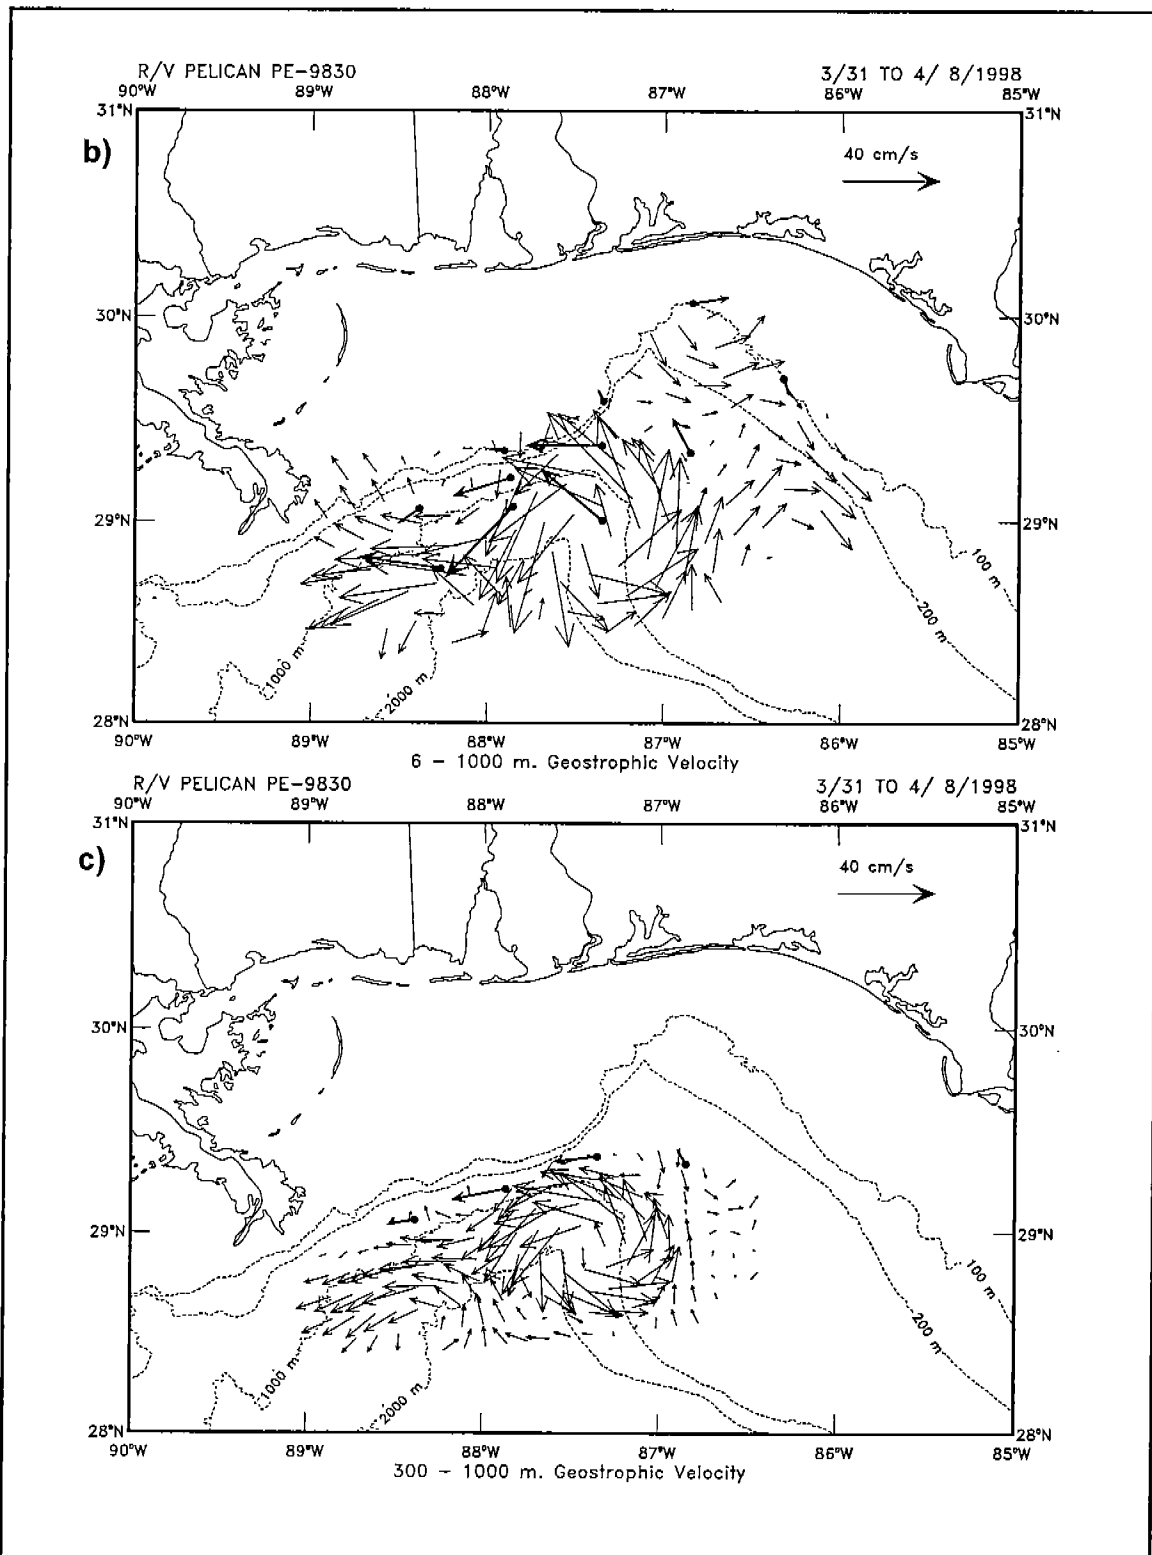 R/V PELICAN PE-9830 3/31 TO 4/ 8/1998
90°W 89°W 88°W 87°W 86°W 85°W
31°N 31°N
b)
40 cm/s
30°N 30°N
29°N 29°N
100 m
200 m
1000 m
2000 m
28°N 28°N
90°W 89°W 88°W 87°W 86°W 85°W
6 - 1000 m. Geostrophic Velocity
R/V PELICAN PE-9830 3/31 TO 4/ 8/1998
90°W 89°W 88°W 87°W 86°W 85°W
31°N 31°N
c)
40 cm/s
30°N 30°N
29°N 29°N
100 m
200 m
1000 m
2000 m
28°N 28°N
90°W 89°W 88°W 87°W 86°W 85°W
300 - 1000 m. Geostrophic Velocity